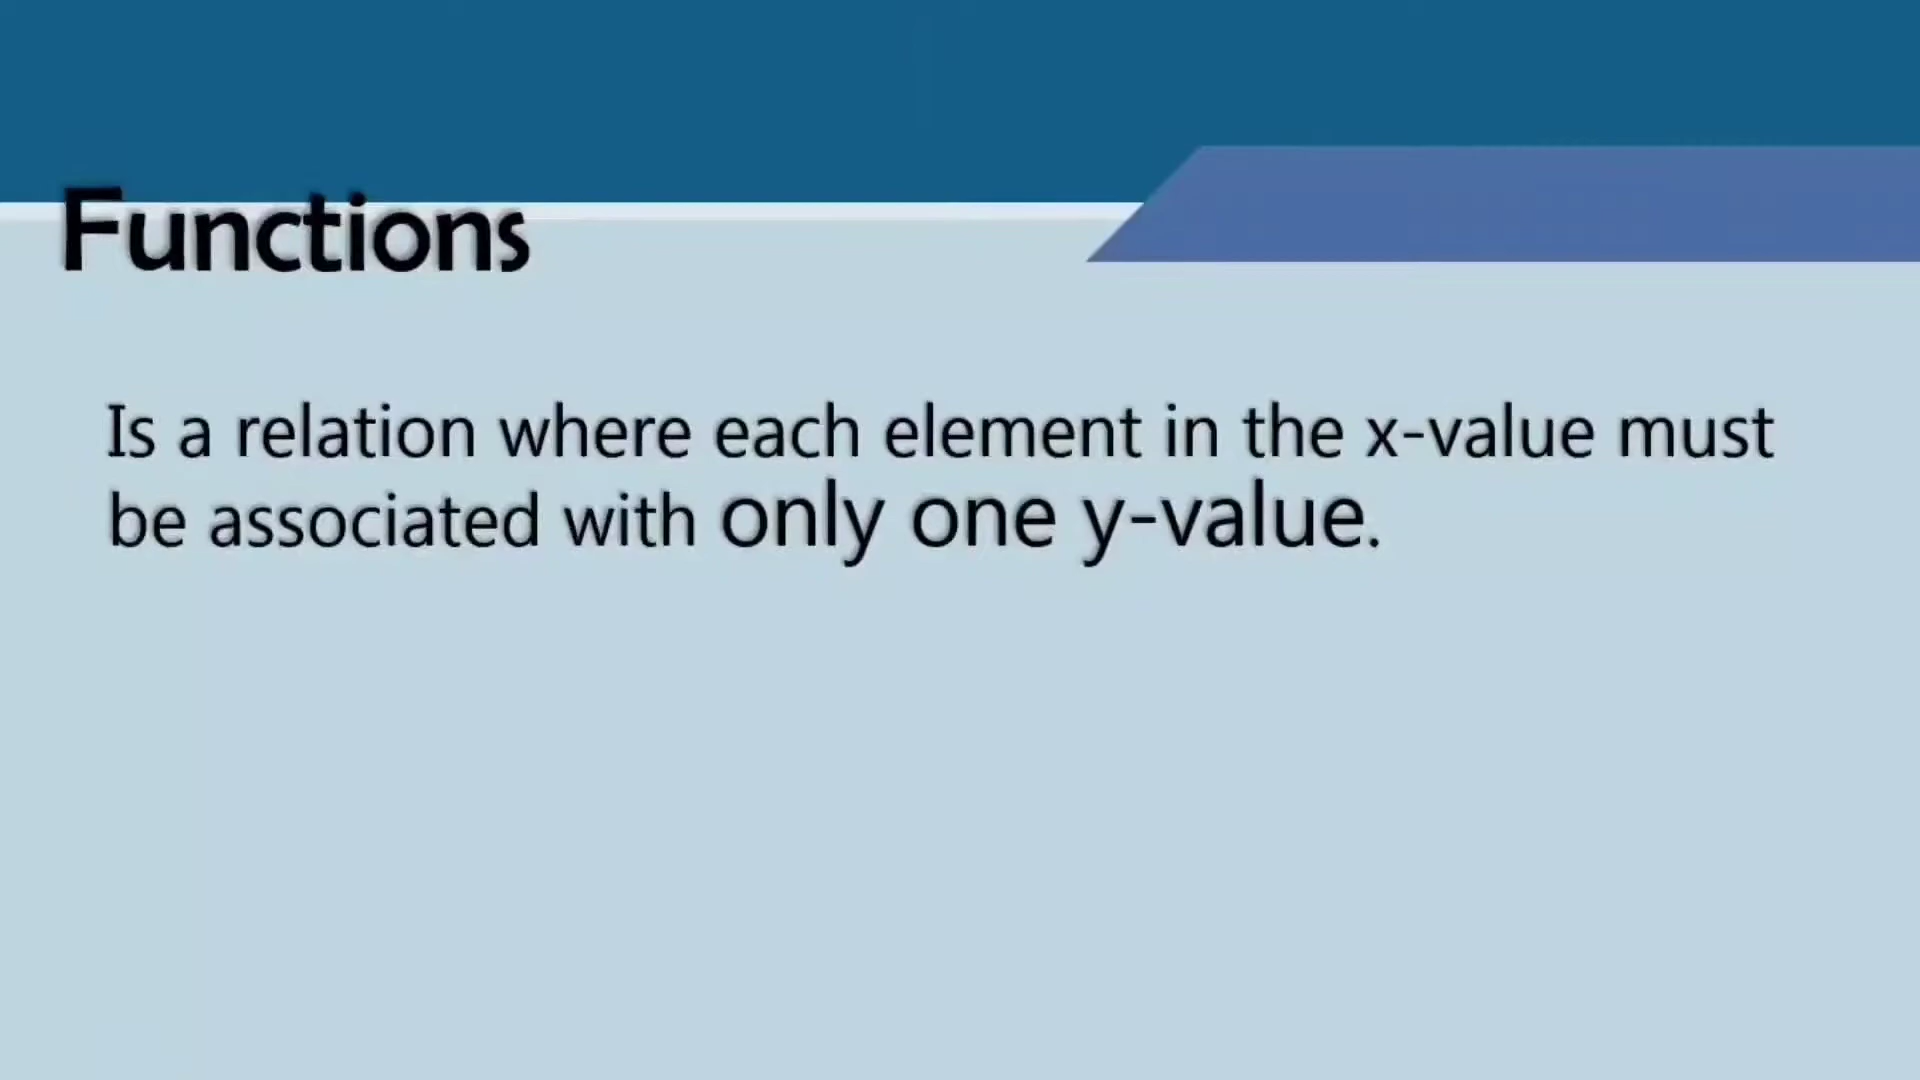 Functions
Is a relation where each element in the x-value must
be associated with only one y-value.